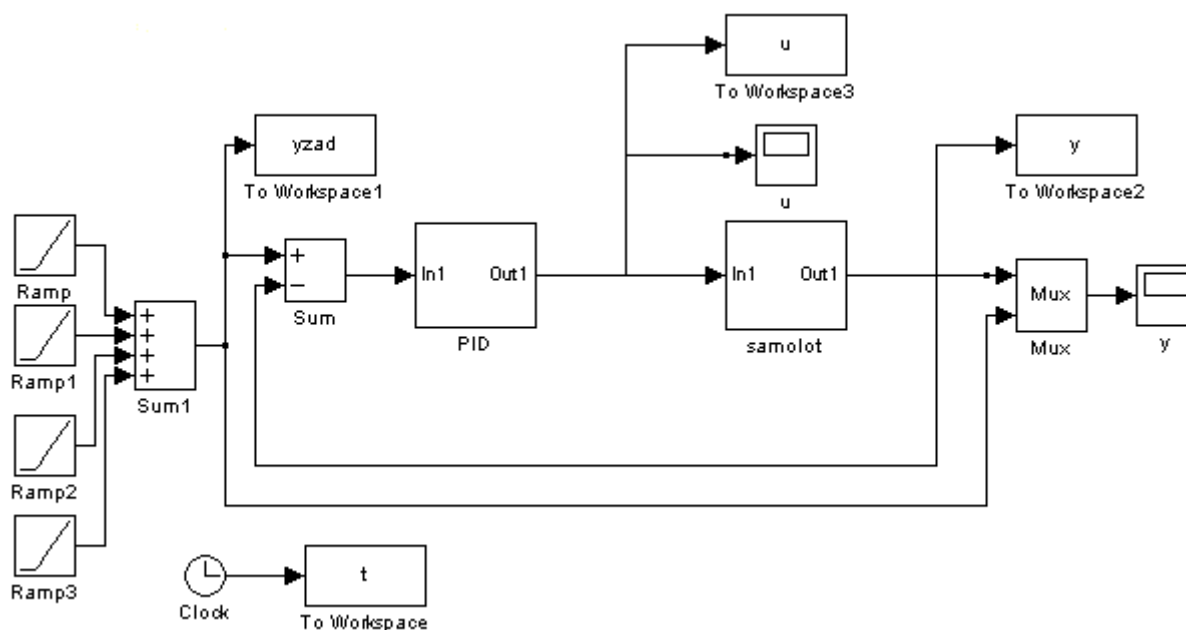 u
To Workspace3
yzad
To Workspace1
u
y
To Workspace2
Ramp
+
−
Sum
In1 Out1
PID
In1 Out1
samolot
Mux
Mux
y
Ramp1
+
+
+
+
Sum1
Ramp2
Ramp3
Clock
t
To Workspace